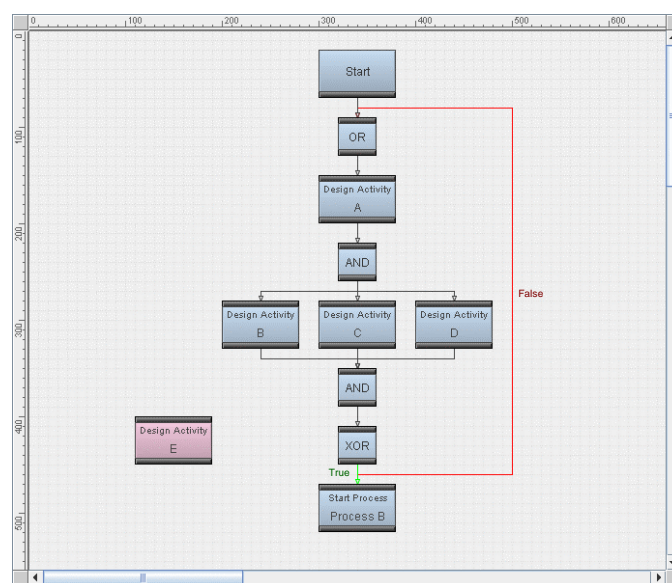 0 100 200 300 400 500 600
0
100
200
300
400
500
Start
OR
Design Activity
A
AND
Design Activity
B
Design Activity
C
Design Activity
D
False
AND
Design Activity
E
XOR
True
Start Process
Process B